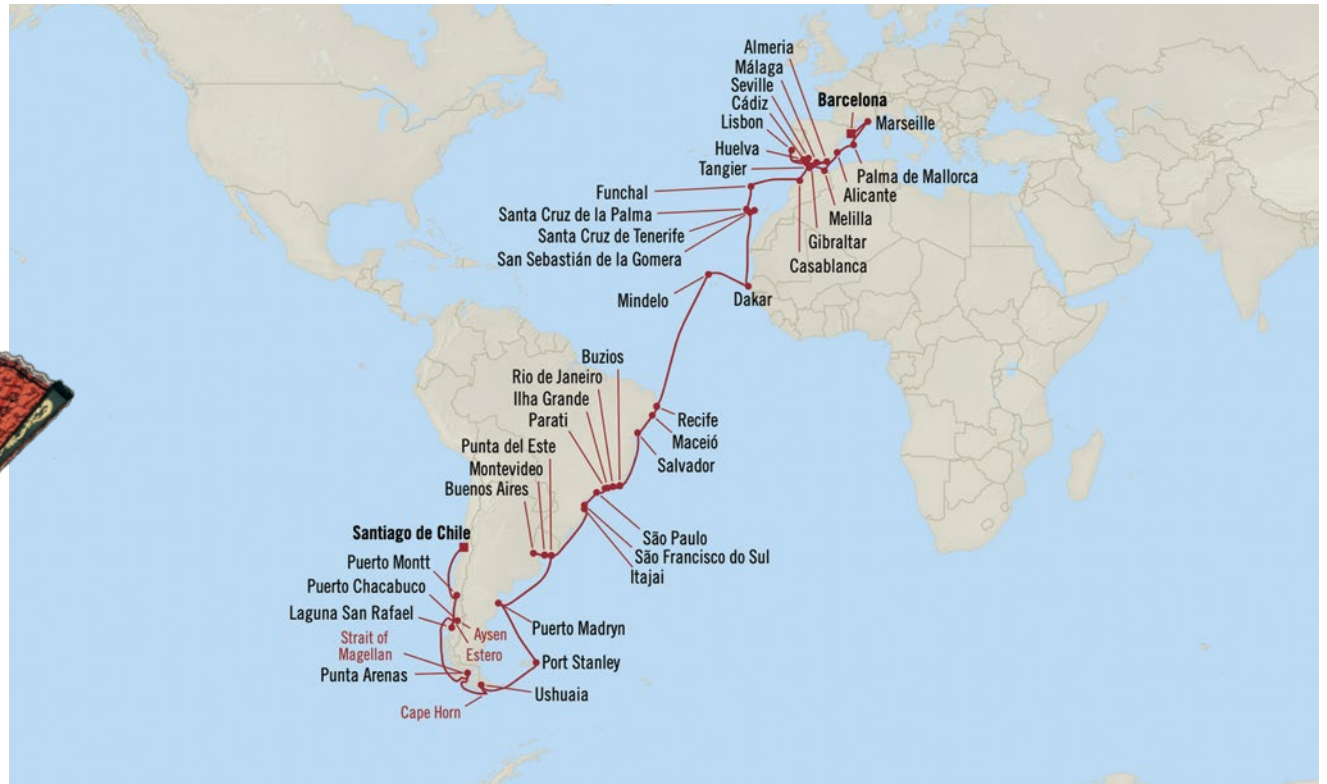 Almeria
Málaga
Seville
Cádiz
Lisbon
Barcelona
Marseille
Huelva
Tangier
Palma de Mallorca
Alicante
Melilla
Gibraltar
Casablanca
Funchal
Santa Cruz de la Palma
Santa Cruz de Tenerife
San Sebastián de la Gomera
Mindelo
Dakar
Buzios
Rio de Janeiro
Ilha Grande
Parati
Recife
Maceió
Salvador
Punta del Este
Montevideo
Buenos Aires
São Paulo
São Francisco do Sul
Itajai
Santiago de Chile
Puerto Montt
Puerto Chacabuco
Laguna San Rafael
Aysen
Estero
Strait of
Magellan
Punta Arenas
Puerto Madryn
Port Stanley
Ushuaia
Cape Horn